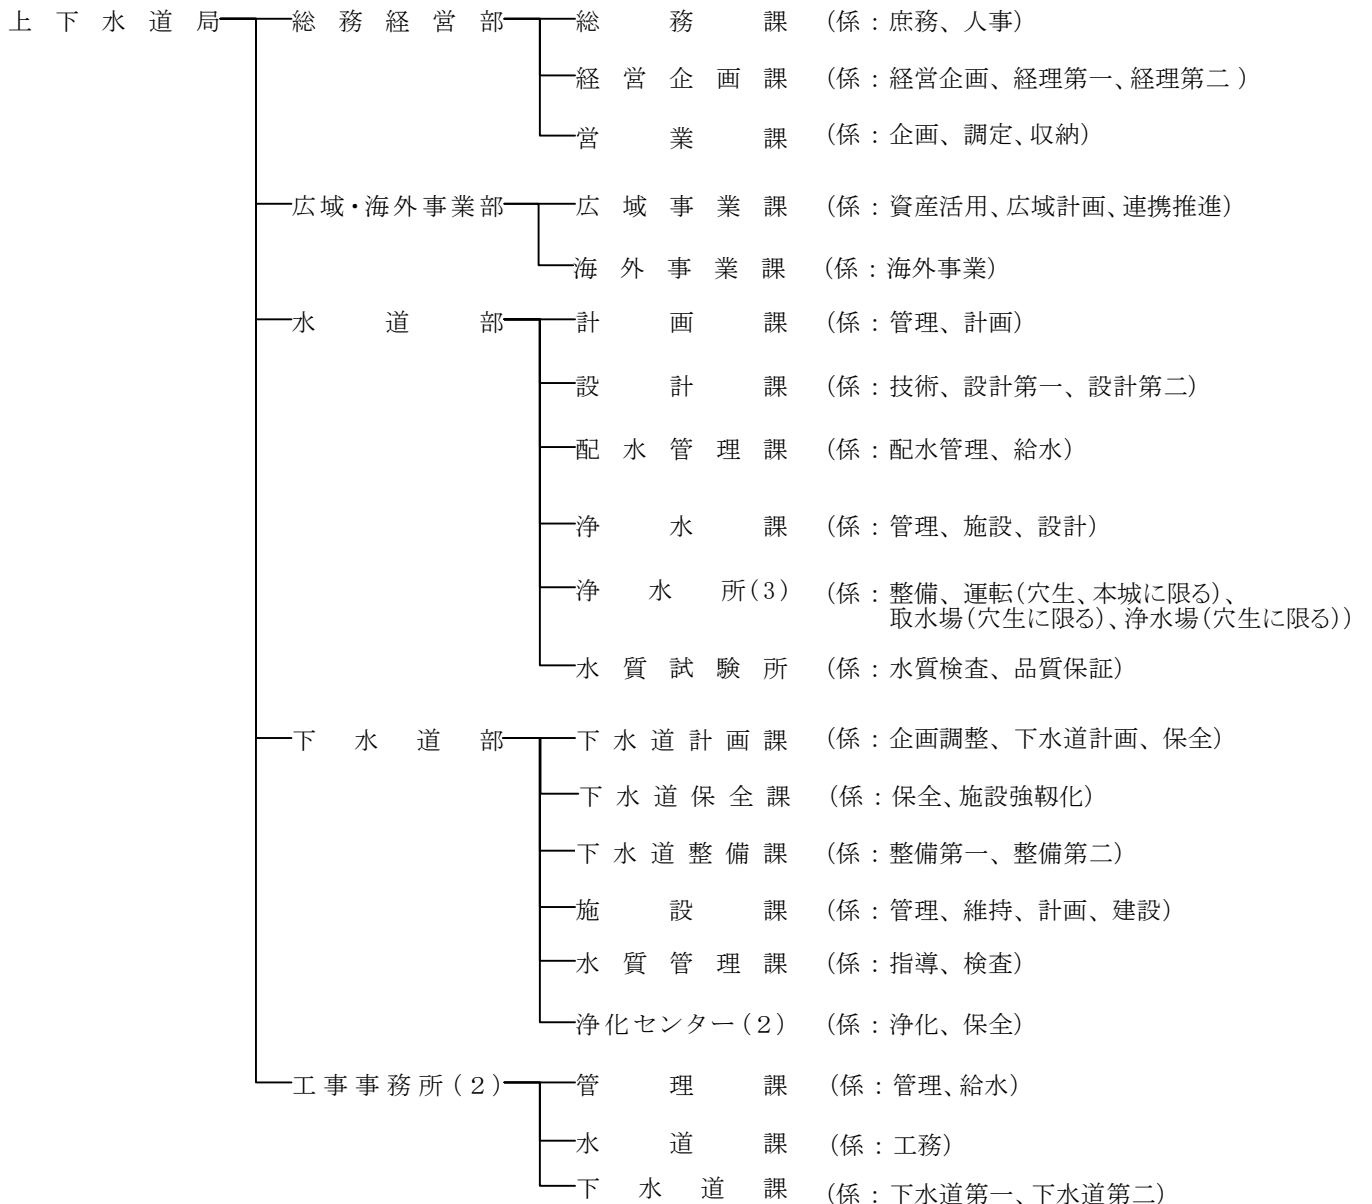 上下水道局 総務経営部 総務課 (係：庶務、人事)
経営企画課 (係：経営企画、経理第一、経理第二)
営業課 (係：企画、調定、収納)
広域・海外事業部 広域事業課 (係：資産活用、広域計画、連携推進)
海外事業課 (係：海外事業)
水道部 計画課 (係：管理、計画)
設計課 (係：技術、設計第一、設計第二)
配水管理課 (係：配水管理、給水)
浄水課 (係：管理、施設、設計)
浄水所(3) (係：整備、運転(穴生、本城に限る)、
取水場(穴生に限る)、浄水場(穴生に限る))
水質試験所 (係：水質検査、品質保証)
下水道部 下水道計画課 (係：企画調整、下水道計画、保全)
下水道保全課 (係：保全、施設強靱化)
下水道整備課 (係：整備第一、整備第二)
施設課 (係：管理、維持、計画、建設)
水質管理課 (係：指導、検査)
浄化センター(２) (係：浄化、保全)
工事事務所(２) 管理課 (係：管理、給水)
水道課 (係：工務)
下水道課 (係：下水道第一、下水道第二)